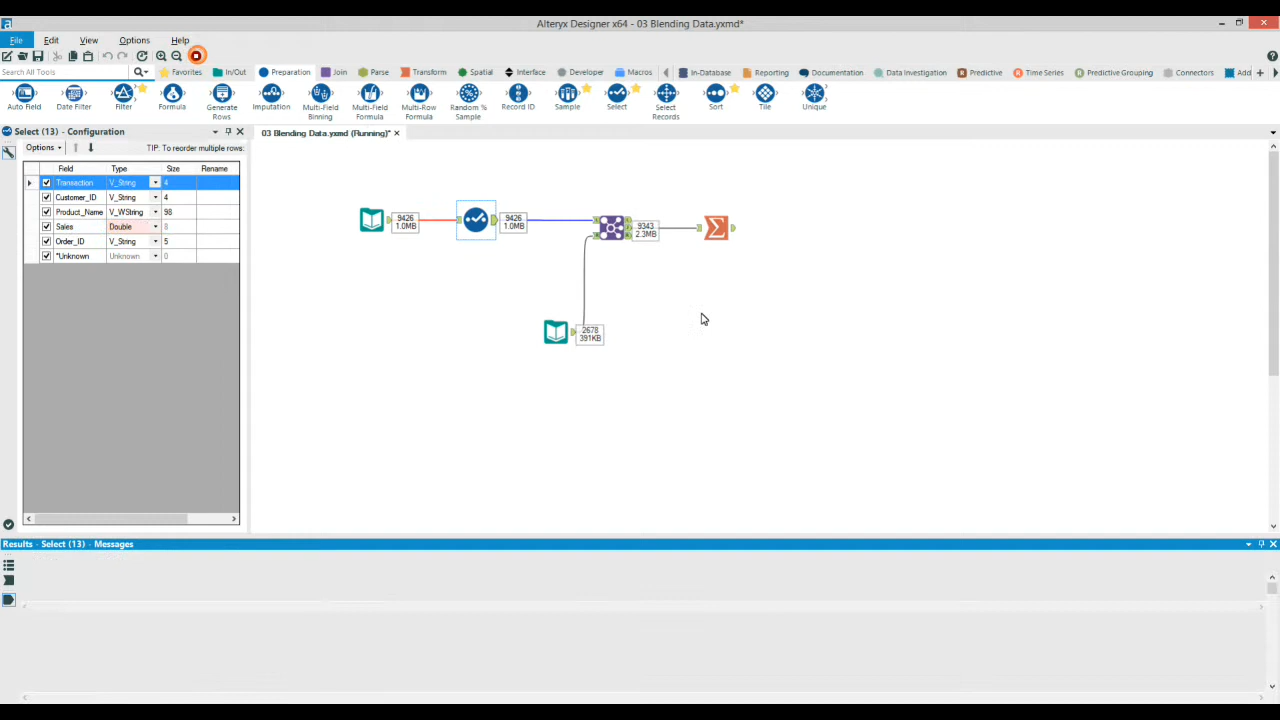 Alteryx Designer x64 - 03 Blending Data.yxmd*
File Edit View Options Help
Search All Tools Favorites In/Out Preparation Join Parse Transform Spatial Interface Developer Macros In-Database Reporting Documentation Data Investigation Predictive Time Series Predictive Grouping Connectors Add
Auto Field Date Filter Filter Formula Generate Rows Imputation Multi-Field Binning Multi-Field Formula Multi-Row Formula Random % Sample Record ID Sample Select Select Records Sort Tile Unique
Select (13) - Configuration
03 Blending Data.yxmd (Running)*
Options TIP: To reorder multiple rows:
Field Type Size Rename
Transaction V_String 4
Customer_ID V_String 4
Product_Name V_WString 98
Sales Double 8
Order_ID V_String 5
*Unknown Unknown 0
9426
1.0MB
9426
1.0MB
9343
2.3MB
2678
391KB
Results - Select (13) - Messages